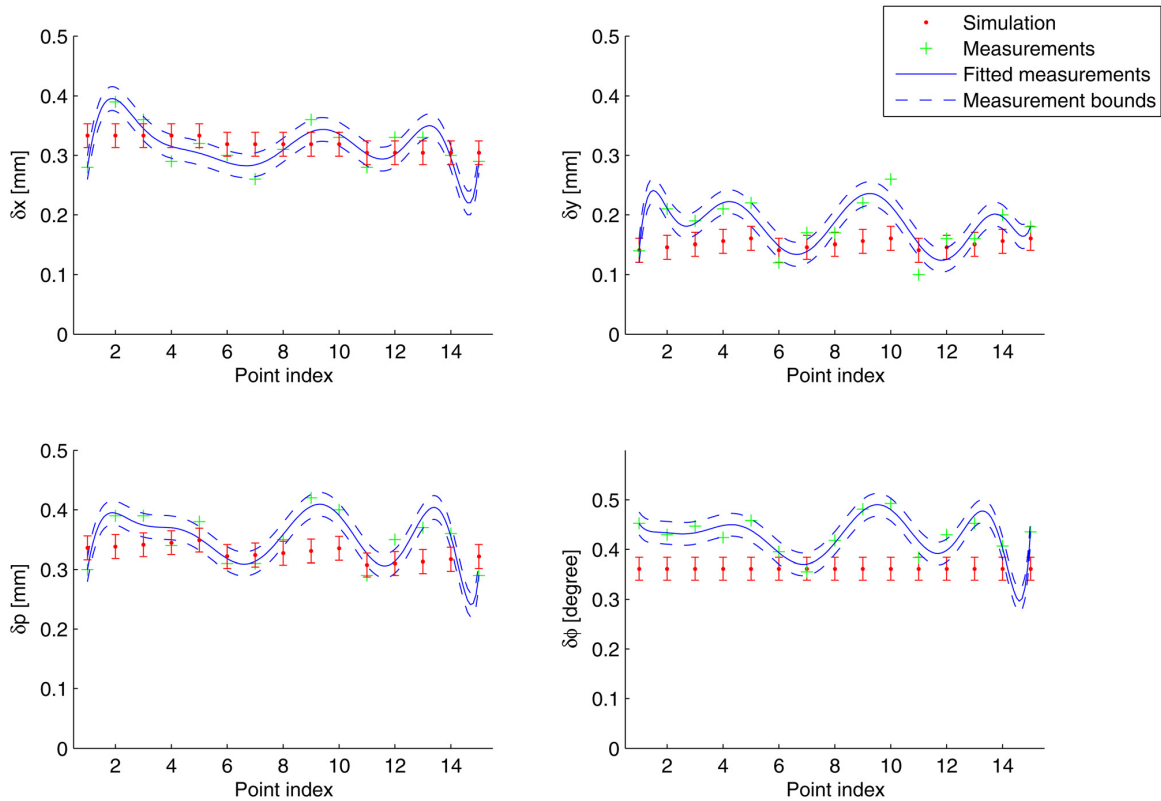 Simulation
Measurements
Fitted measurements
Measurement bounds
0.5
0.4
0.3
0.2
0.1
0
δx [mm]
2 4 6 8 10 12 14
Point index
0.5
0.4
0.3
0.2
0.1
0
δy [mm]
2 4 6 8 10 12 14
Point index
0.5
0.4
0.3
0.2
0.1
0
δp [mm]
2 4 6 8 10 12 14
Point index
0.5
0.4
0.3
0.2
0.1
0
δϕ [degree]
2 4 6 8 10 12 14
Point index